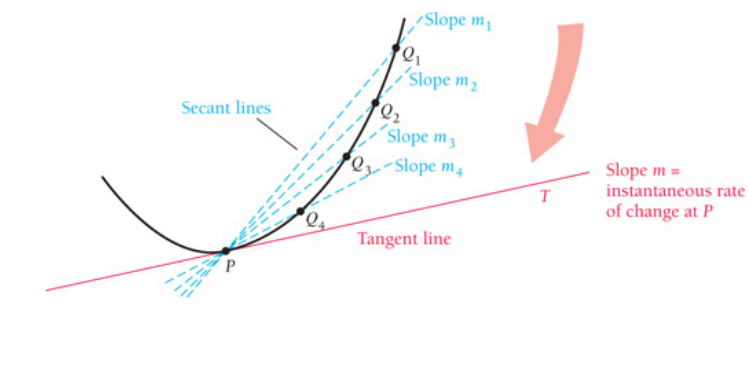 Slope m₁
Q₁
Slope m₂
Secant lines
Q₂
Slope m₃
Q₃
Slope m₄
Slope m =
instantaneous rate
of change at P
T
Q₄
Tangent line
P